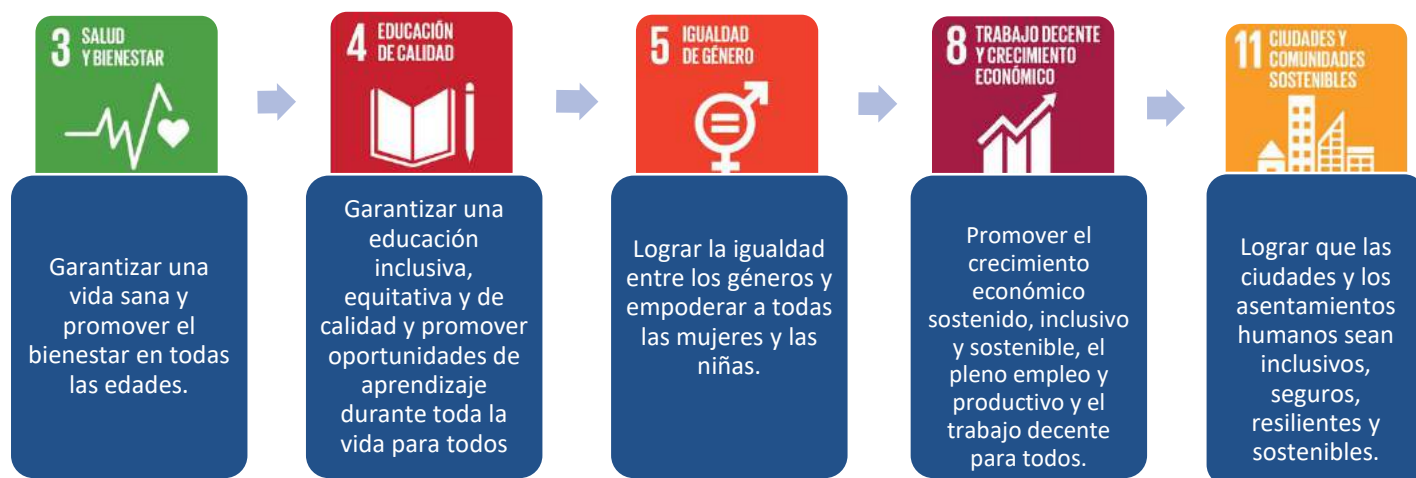 3 SALUD
Y BIENESTAR
Garantizar una
vida sana y
promover el
bienestar en todas
las edades.
4 EDUCACIÓN
DE CALIDAD
Garantizar una
educación
inclusiva,
equitativa y de
calidad y promover
oportunidades de
aprendizaje
durante toda la
vida para todos
5 IGUALDAD
DE GÉNERO
Lograr la igualdad
entre los géneros y
empoderar a todas
las mujeres y las
niñas.
8 TRABAJO DECENTE
Y CRECIMIENTO
ECONÓMICO
Promover el
crecimiento
económico
sostenido, inclusivo
y sostenible, el
pleno empleo y
productivo y el
trabajo decente
para todos.
11 CIUDADES Y
COMUNIDADES
SOSTENIBLES
Lograr que las
ciudades y los
asentamientos
humanos sean
inclusivos,
seguros,
resilientes y
sostenibles.